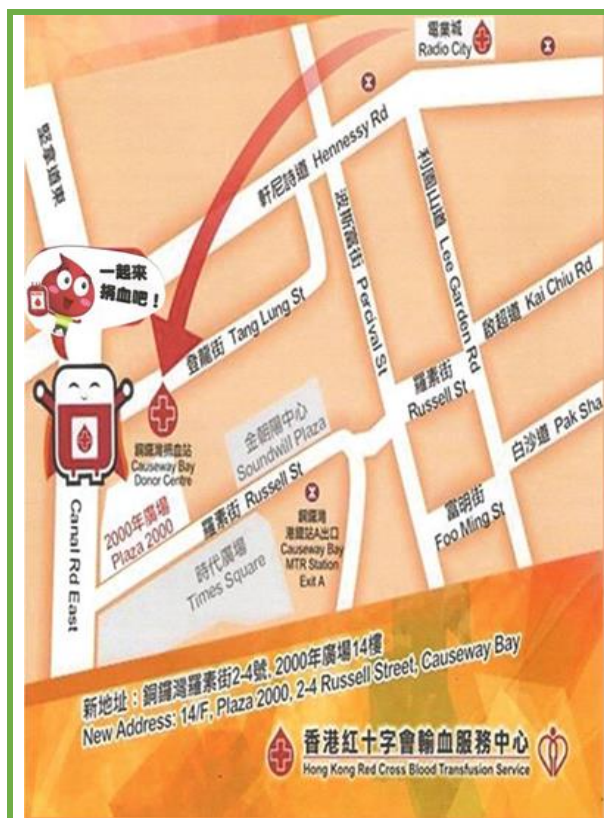 電業城
Radio City
堅拿道東
軒尼詩道 Hennessy Rd
波斯富街 Percival St
利園山道 Lee Garden Rd
啟超道 Kai Chiu Rd
一起來
捐血吧！
登龍街 Tang Lung St
羅素街
Russell St
白沙道 Pak Sha
金朝陽中心
Soundwill Plaza
銅鑼灣捐血站
Causeway Bay
Donor Centre
富明街
Foo Ming St
2000年廣場
Plaza 2000
羅素街 Russell St
銅鑼灣
港鐵站A出口
Causeway Bay
MTR Station
Exit A
時代廣場
Times Square
Canal Rd East
新地址：銅鑼灣羅素街2-4號, 2000年廣場14樓
New Address: 14/F, Plaza 2000, 2-4 Russell Street, Causeway Bay
香港紅十字會輸血服務中心
Hong Kong Red Cross Blood Transfusion Service